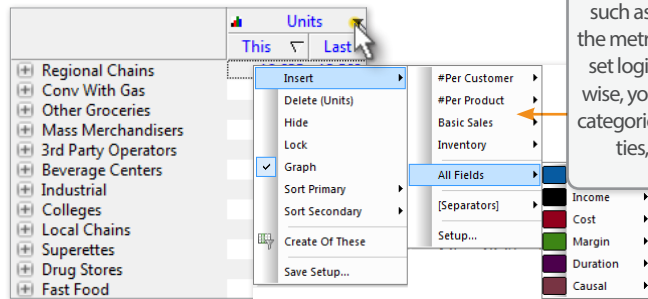 Units
This Last
Regional Chains
Conv With Gas
Other Groceries
Mass Merchandisers
3rd Party Operators
Beverage Centers
Industrial
Colleges
Local Chains
Superettes
Drug Stores
Fast Food
Insert
Delete (Units)
Hide
Lock
Graph
Sort Primary
Sort Secondary
Create Of These
Save Setup...
#Per Customer
#Per Product
Basic Sales
Inventory
All Fields
[Separators]
Setup...
Income
Cost
Margin
Duration
Causal
such as
the metr
set logi
wise, yo
categorie
ties,